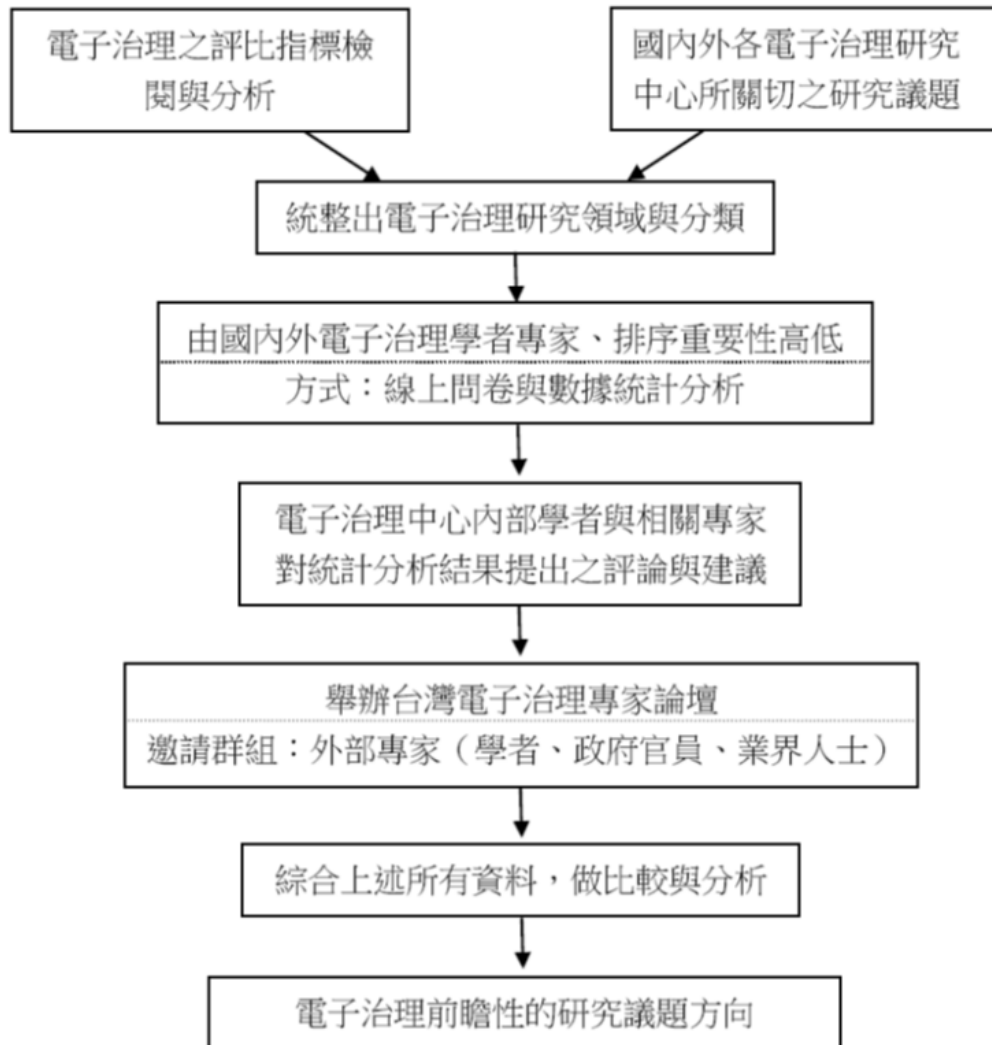 電子治理之評比指標檢
閱與分析
國內外各電子治理研究
中心所關切之研究議題
統整出電子治理研究領域與分類
由國內外電子治理學者專家、排序重要性高低
方式：線上問卷與數據統計分析
電子治理中心內部學者與相關專家
對統計分析結果提出之評論與建議
舉辦台灣電子治理專家論壇
邀請群組：外部專家（學者、政府官員、業界人士）
綜合上述所有資料，做比較與分析
電子治理前瞻性的研究議題方向